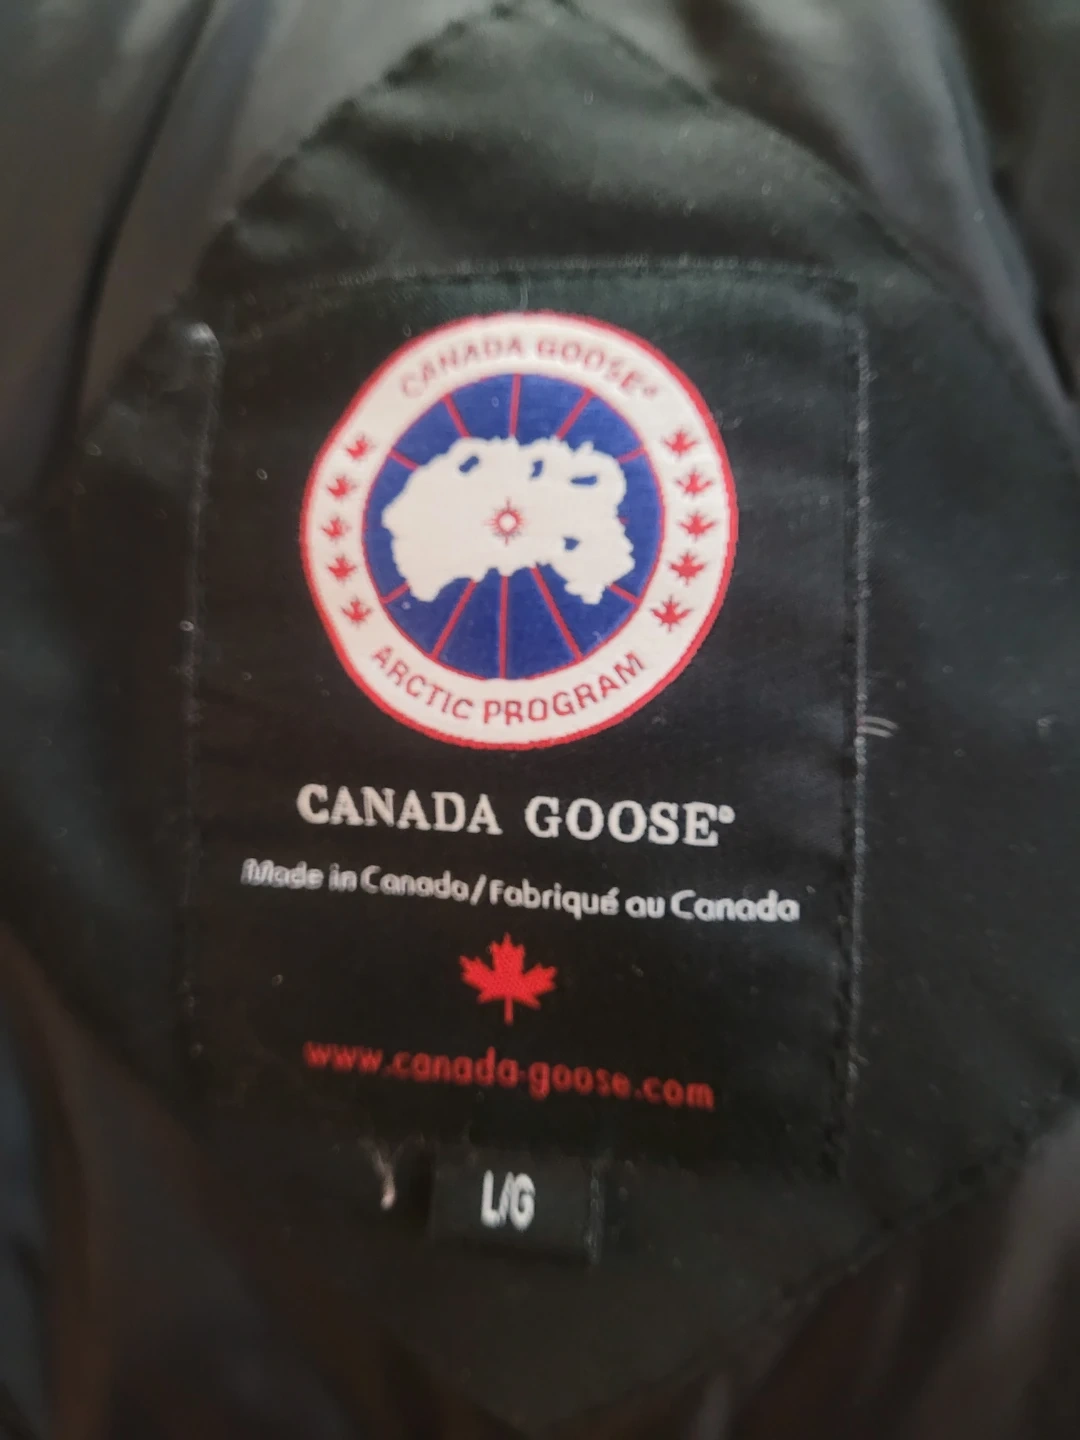 CANADA GOOSE®
ARCTIC PROGRAM
CANADA GOOSE®
Made in Canada/Fabriqué au Canada
www.canada-goose.com
L/G